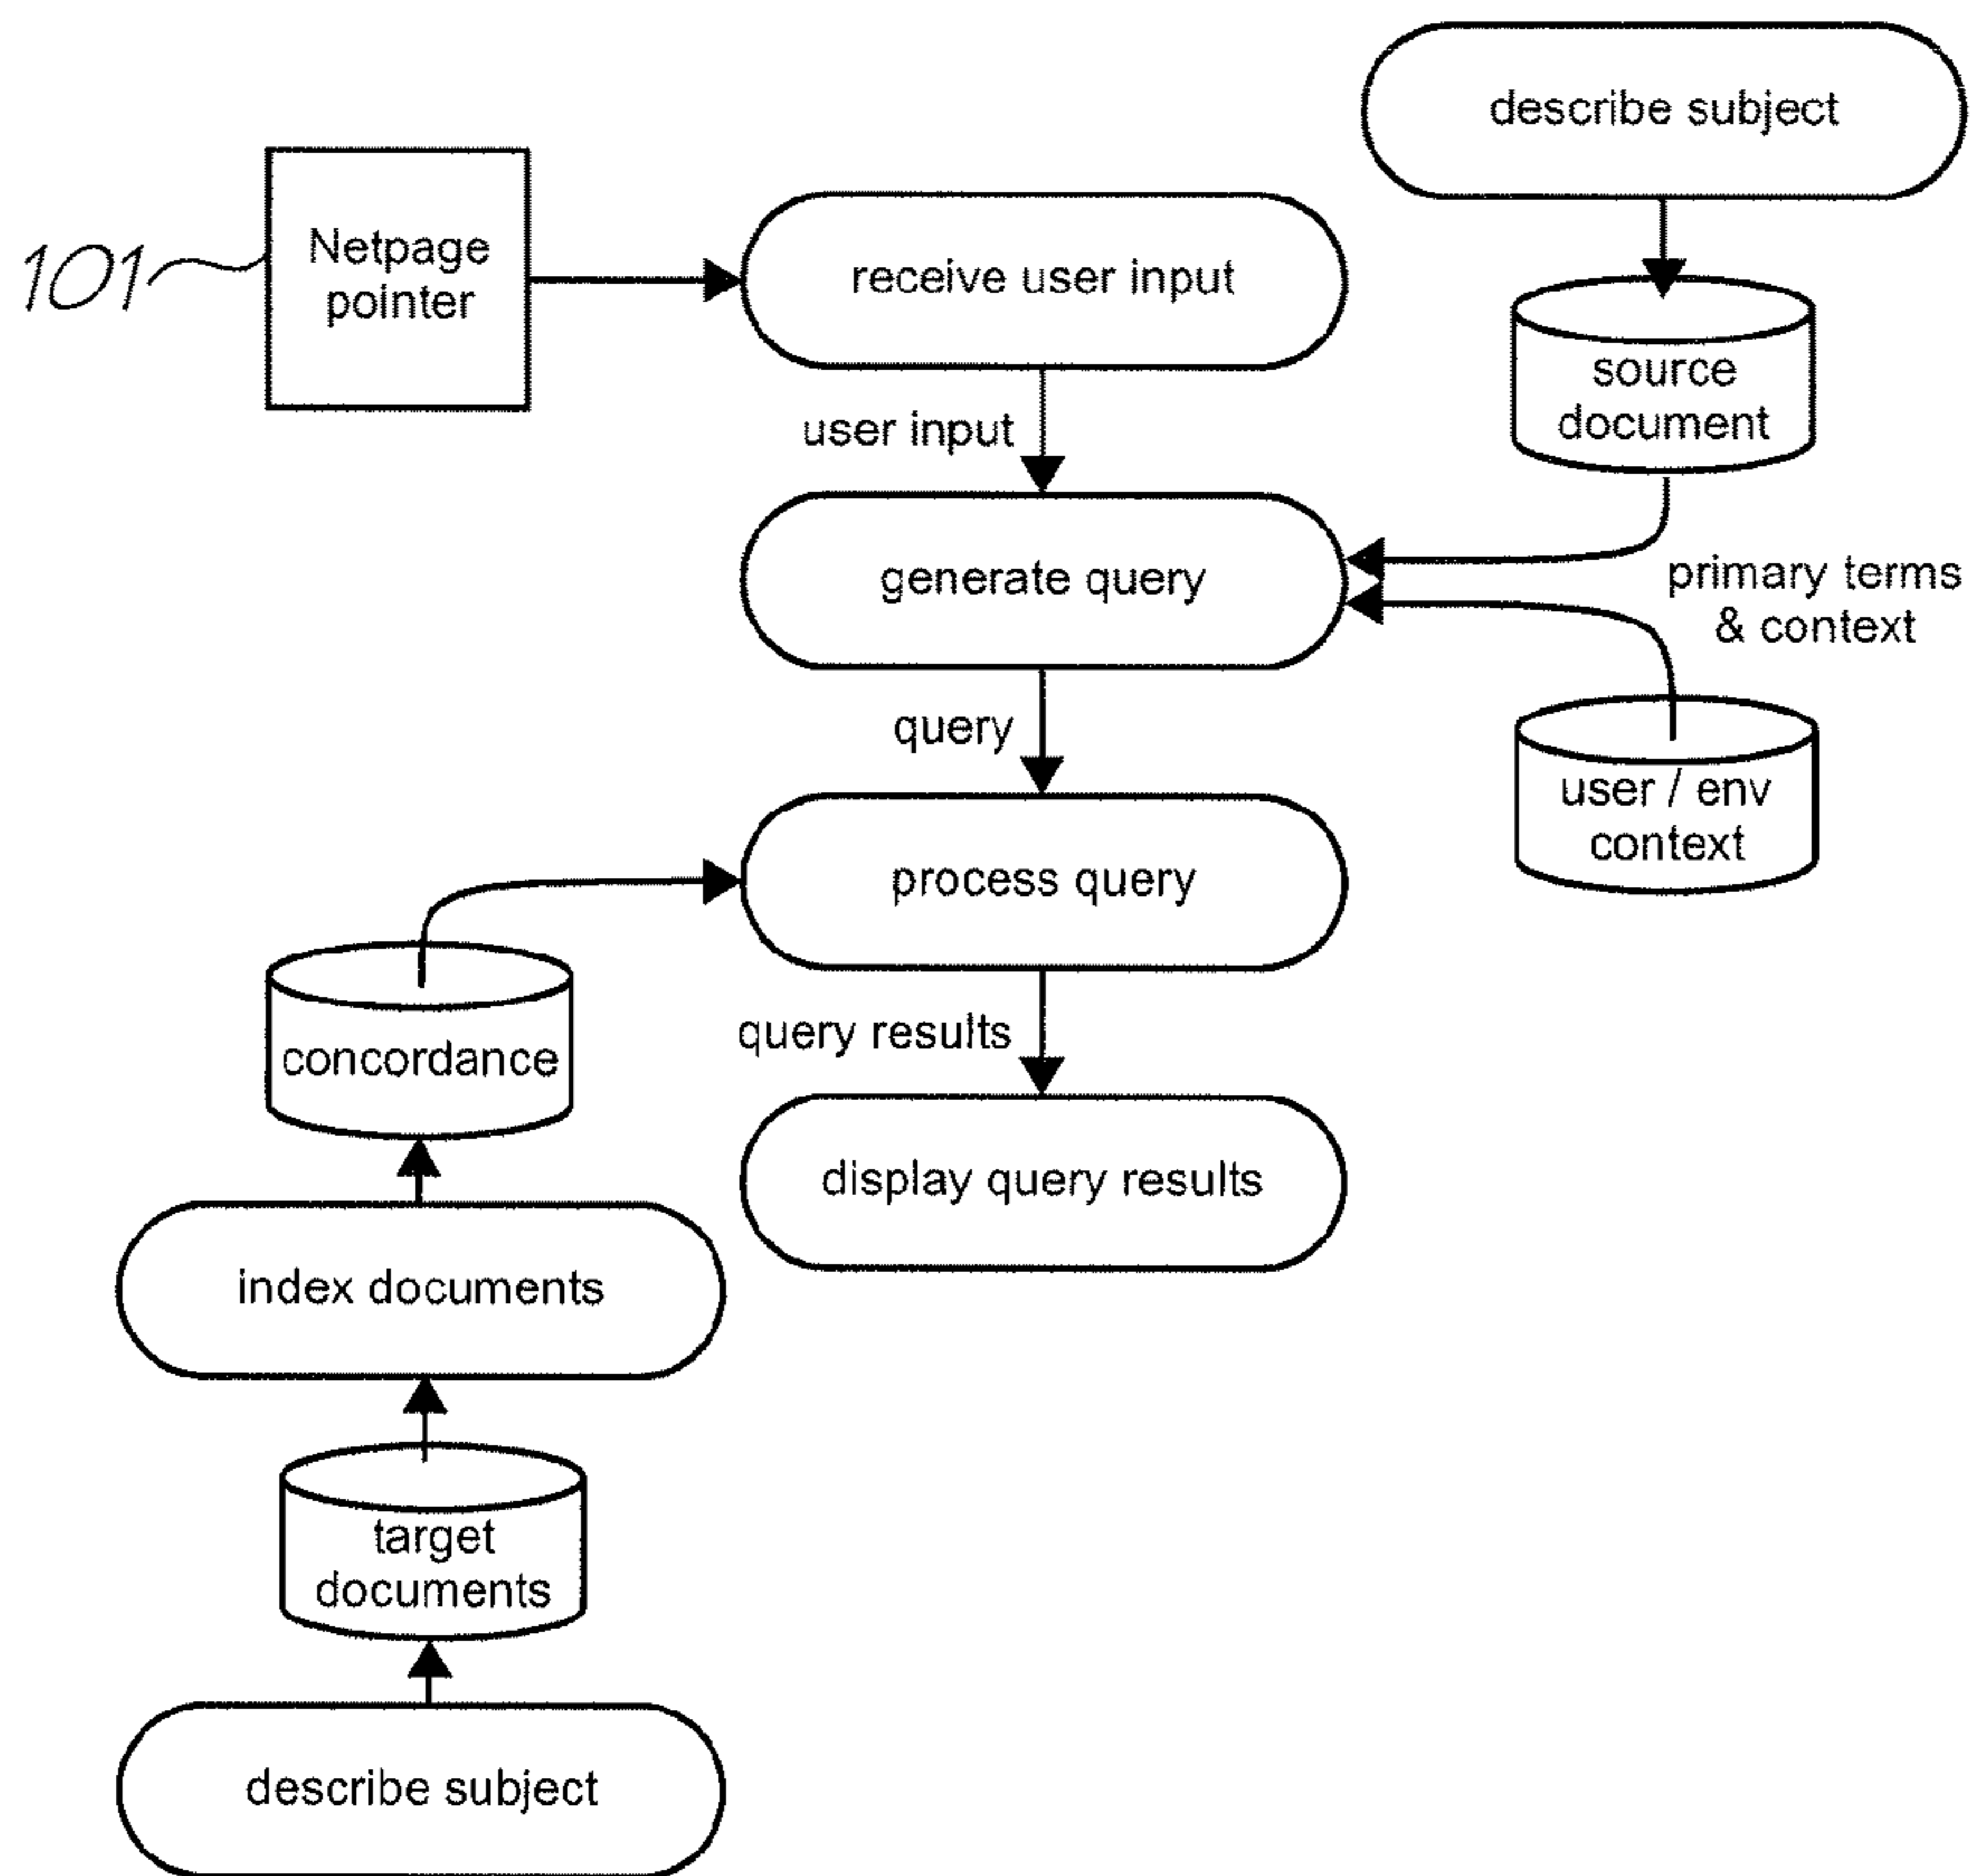 describe subject
101
Netpage
pointer
receive user input
source
document
user input
generate query
primary terms
& context
query
user / env
context
process query
concordance
query results
display query results
index documents
target
documents
describe subject